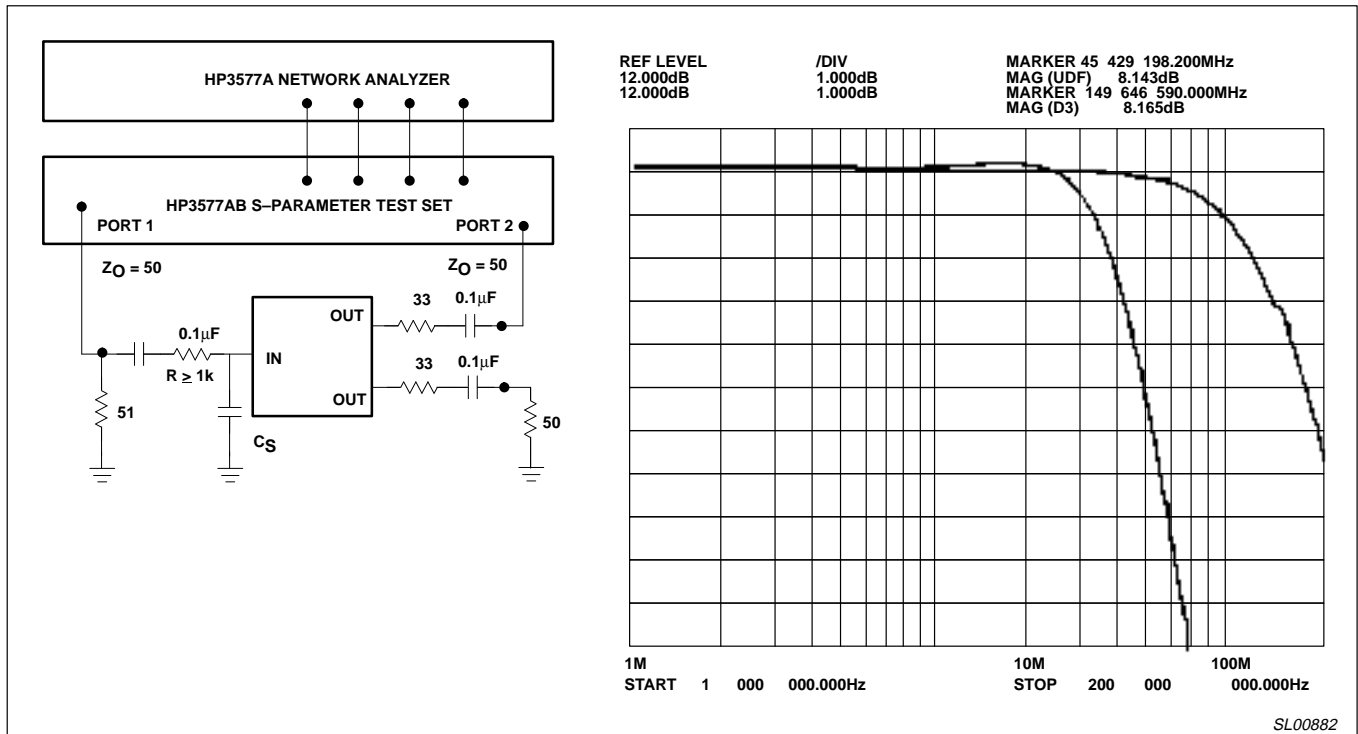 HP3577A NETWORK ANALYZER
HP3577AB S–PARAMETER TEST SET
PORT 1
PORT 2
ZO = 50
ZO = 50
33
0.1µF
OUT
0.1µF
IN
33
0.1µF
R ≥ 1k
OUT
51
50
CS
REF LEVEL /DIV MARKER 45 429 198.200MHz
12.000dB 1.000dB MAG (UDF) 8.143dB
12.000dB 1.000dB MARKER 149 646 590.000MHz
MAG (D3) 8.165dB
1M 10M 100M
START 1 000 000.000Hz STOP 200 000 000.000Hz
SL00882